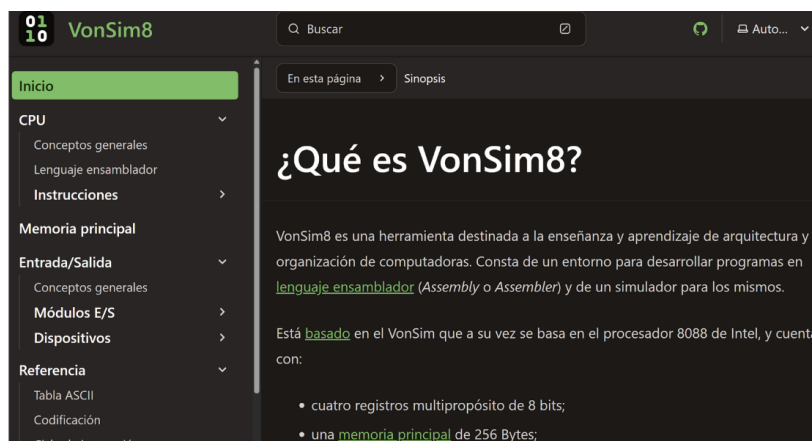 01
10
VonSim8
Buscar
Auto...
Inicio
CPU
Conceptos generales
Lenguaje ensamblador
Instrucciones
Memoria principal
Entrada/Salida
Conceptos generales
Módulos E/S
Dispositivos
Referencia
Tabla ASCII
Codificación
En esta página
Sinopsis
¿Qué es VonSim8?
VonSim8 es una herramienta destinada a la enseñanza y aprendizaje de arquitectura y
organización de computadoras. Consta de un entorno para desarrollar programas en
lenguaje ensamblador (Assembly o Assembler) y de un simulador para los mismos.
Está basado en el VonSim que a su vez se basa en el procesador 8088 de Intel, y cuenta
con:
• cuatro registros multipropósito de 8 bits;
• una memoria principal de 256 Bytes;